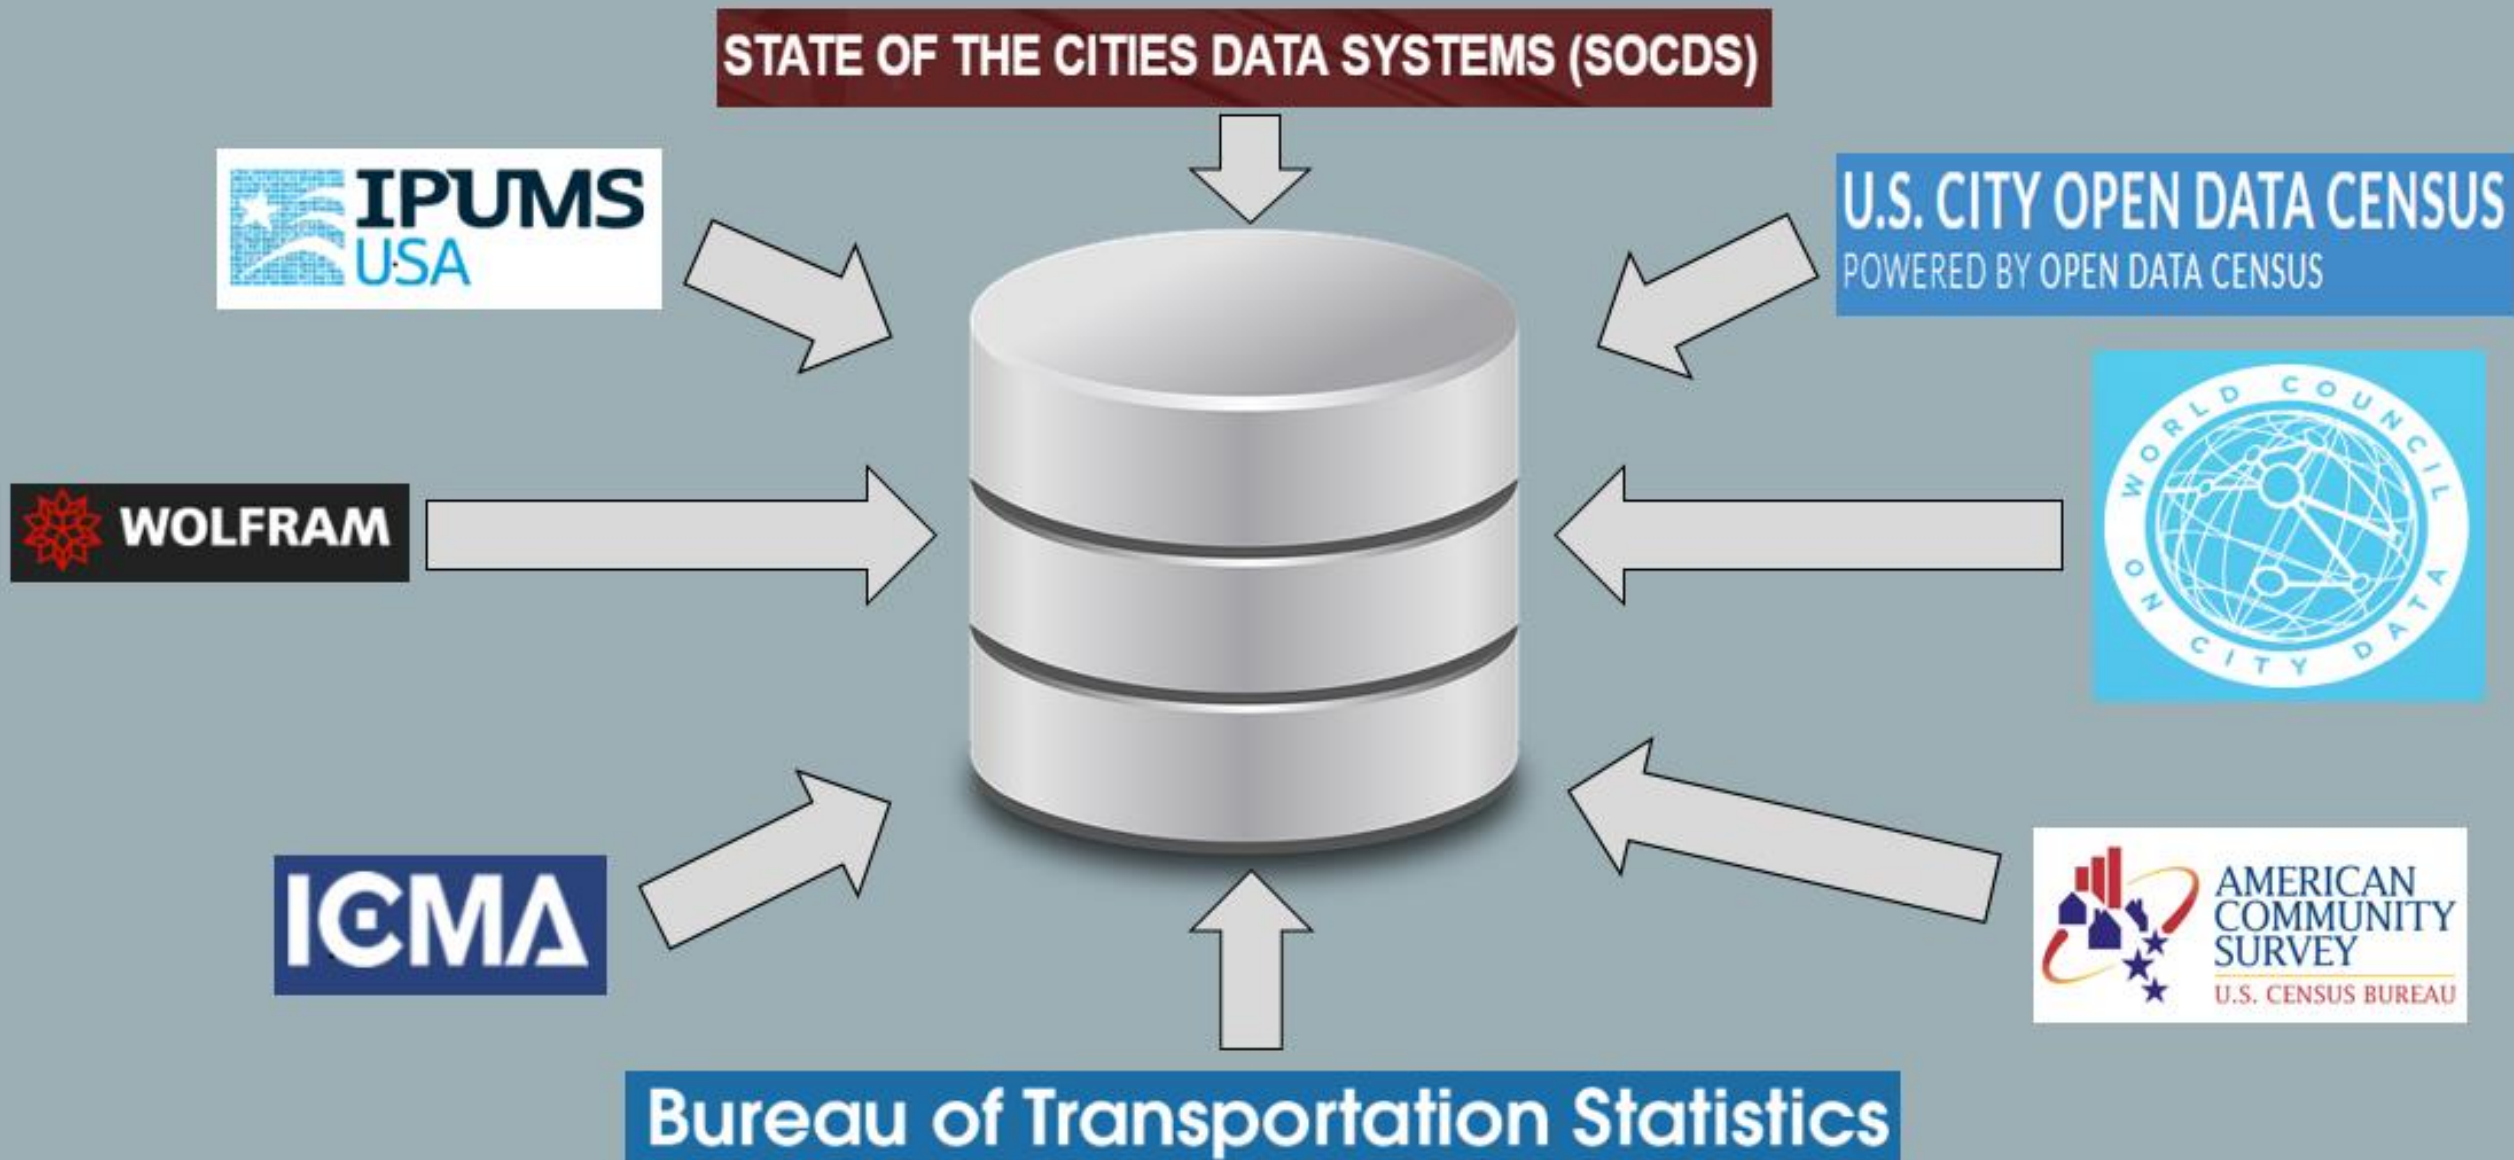 STATE OF THE CITIES DATA SYSTEMS (SOCDS)
IPUMS
USA
U.S. CITY OPEN DATA CENSUS
POWERED BY OPEN DATA CENSUS
WORLD COUNCIL
ON CITY DATA
WOLFRAM
ICMA
AMERICAN
COMMUNITY
SURVEY
U.S. CENSUS BUREAU
Bureau of Transportation Statistics